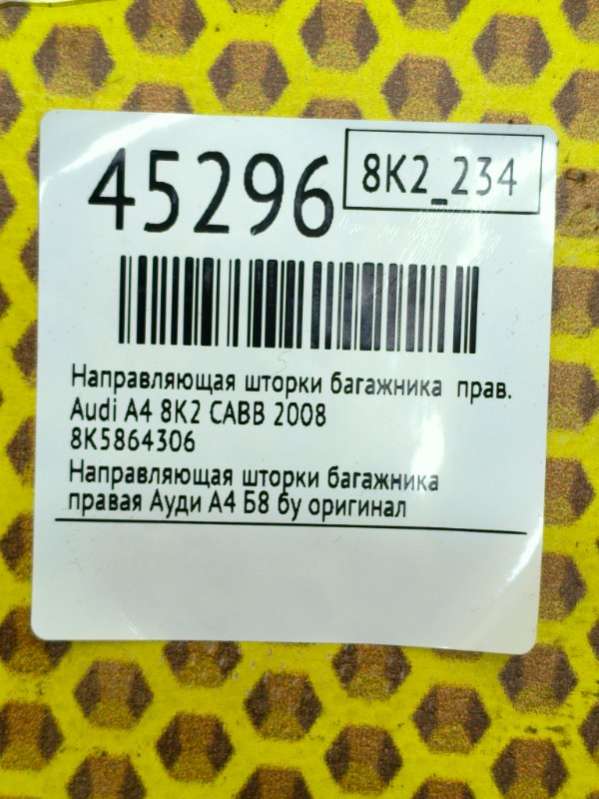 45296
8K2_234
Направляющая шторки багажника прав.
Audi A4 8K2 CABB 2008
8K5864306
Направляющая шторки багажника
правая Ауди А4 Б8 бу оригинал